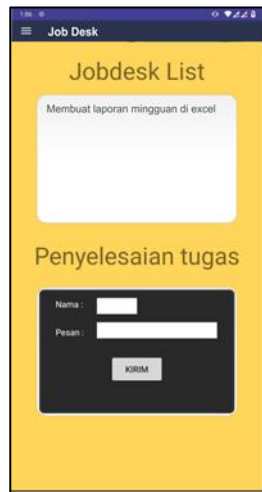 Job Desk
Jobdesk List
Membuat laporan mingguan di excel
Penyelesaian tugas
Nama :
Pesan :
KIRIM